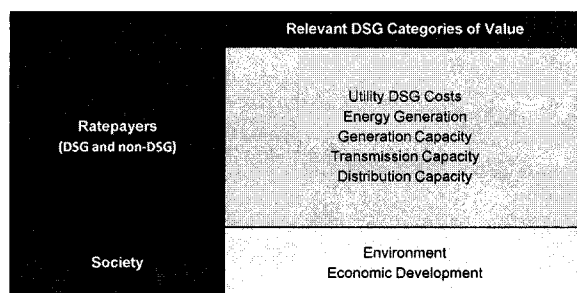 Relevant DSG Categories of Value
Ratepayers
(DSG and non-DSG)
Utility DSG Costs
Energy Generation
Generation Capacity
Transmission Capacity
Distribution Capacity
Society
Environment
Economic Development